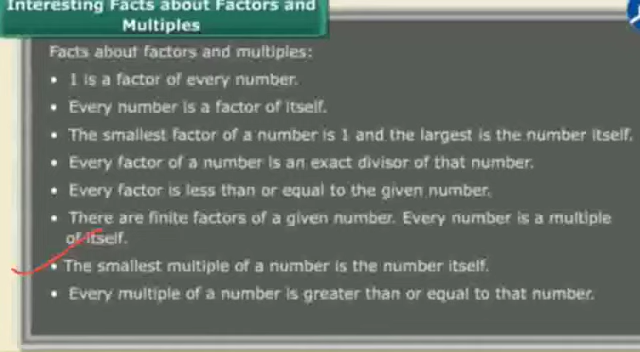 Interesting Facts about Factors and
Multiples
Facts about factors and multiples:
• 1 is a factor of every number.
• Every number is a factor of itself.
• The smallest factor of a number is 1 and the largest is the number itself.
• Every factor of a number is an exact divisor of that number.
• Every factor is less than or equal to the given number.
• There are finite factors of a given number. Every number is a multiple
of itself.
• The smallest multiple of a number is the number itself.
• Every multiple of a number is greater than or equal to that number.